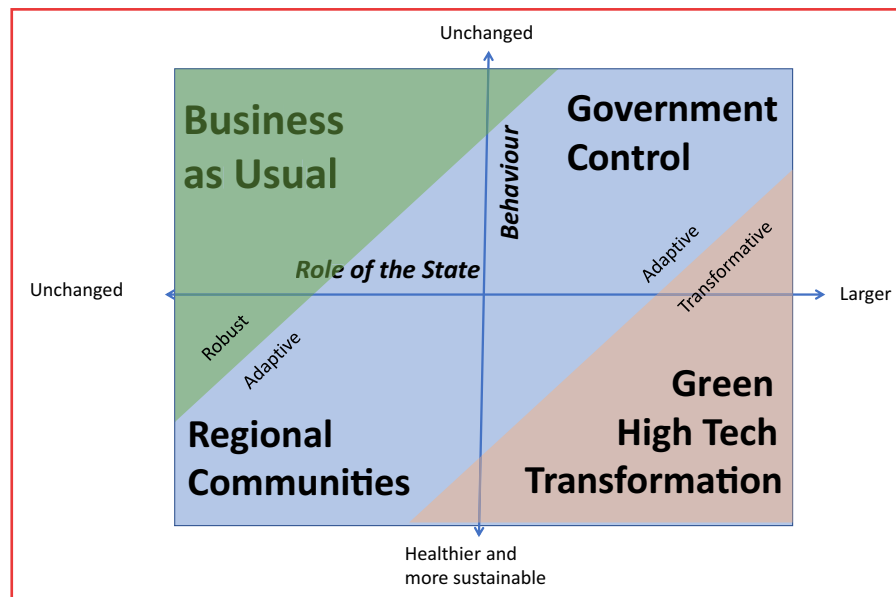 Unchanged
Business
as Usual
Government
Control
Behaviour
Role of the State
Adaptive
Transformative
Unchanged
Larger
Robust
Adaptive
Regional
Communities
Green
High Tech
Transformation
Healthier and
more sustainable